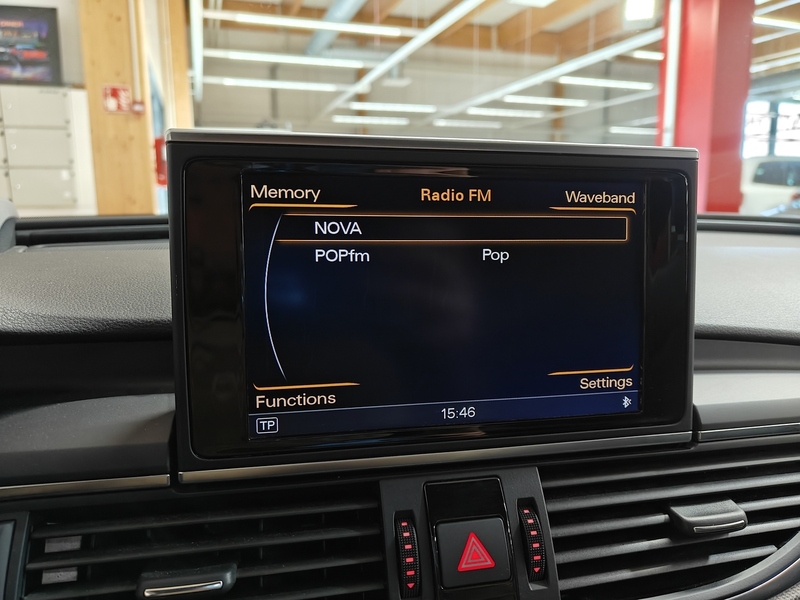 Memory Radio FM Waveband
NOVA
POPfm Pop
Functions Settings
TP 15:46